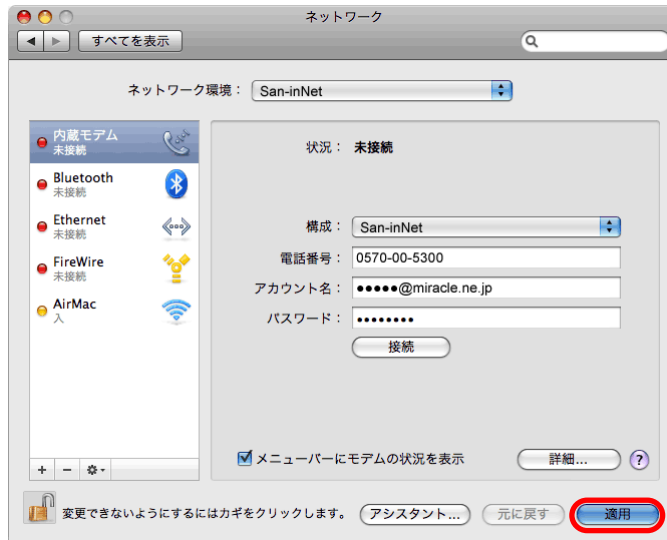 ネットワーク
すべてを表示
ネットワーク環境： San-inNet
内蔵モデム
未接続
Bluetooth
未接続
Ethernet
未接続
FireWire
未接続
AirMac
入
状況： 未接続
構成： San-inNet
電話番号： 0570-00-5300
アカウント名： ●●●●●@miracle.ne.jp
パスワード： ••••••••
接続
メニューバーにモデムの状況を表示
詳細... ?
変更できないようにするにはカギをクリックします。
アシスタント... 元に戻す 適用